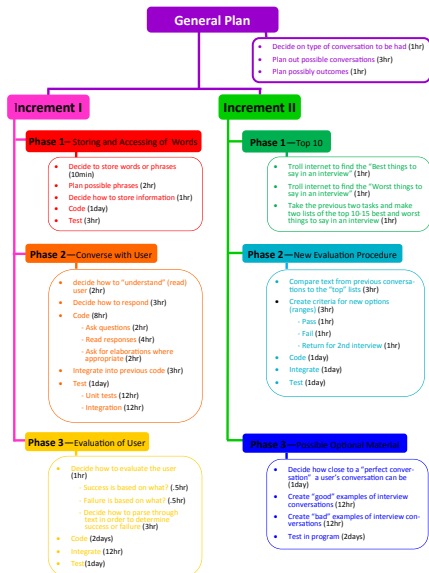 General Plan
Decide on type of conversation to be had (1hr)
Plan out possible conversations (3hr)
Plan possibly outcomes (1hr)
Increment I
Phase 1—Storing and Accessing of Words
Decide to store words or phrases
(10min)
Plan possible phrases (2hr)
Decide how to store information (1hr)
Code (1day)
Test (3hr)
Phase 2—Converse with User
decide how to "understand" (read)
user (2hr)
Decide how to respond (3hr)
Code (8hr)
- Ask questions (2hr)
- Read responses (4hr)
- Ask for elaborations where
appropriate (2hr)
Integrate into previous code (3hr)
Test (1day)
- Unit tests (12hr)
- Integration (12hr)
Phase 3—Evaluation of User
Decide how to evaluate the user
(1hr)
- Success is based on what? (.5hr)
- Failure is based on what? (.5hr)
- Decide how to parse through
text in order to determine
success or failure (3hr)
Code (2days)
Integrate (12hr)
Test(1day)
Increment II
Phase 1—Top 10
Troll internet to find the "Best things to
say in an interview" (1hr)
Troll internet to find the "Worst things to
say in an interview" (1hr)
Take the previous two tasks and make
two lists of the top 10-15 best and worst
things to say in an interview (1hr)
Phase 2—New Evaluation Procedure
Compare text from previous conversa-
tions to the "top" lists (3hr)
Create criteria for new options
(ranges) (3hr)
- Pass (1hr)
- Fail (1hr)
- Return for 2nd interview (1hr)
Code (1day)
Integrate (1day)
Test (1day)
Phase 3—Possible Optional Material
Decide how close to a "perfect conver-
sation" a user's conversation can be
(1day)
Create "good" examples of interview
conversations (12hr)
Create "bad" examples of interview con-
versations (12hr)
Test in program (2days)